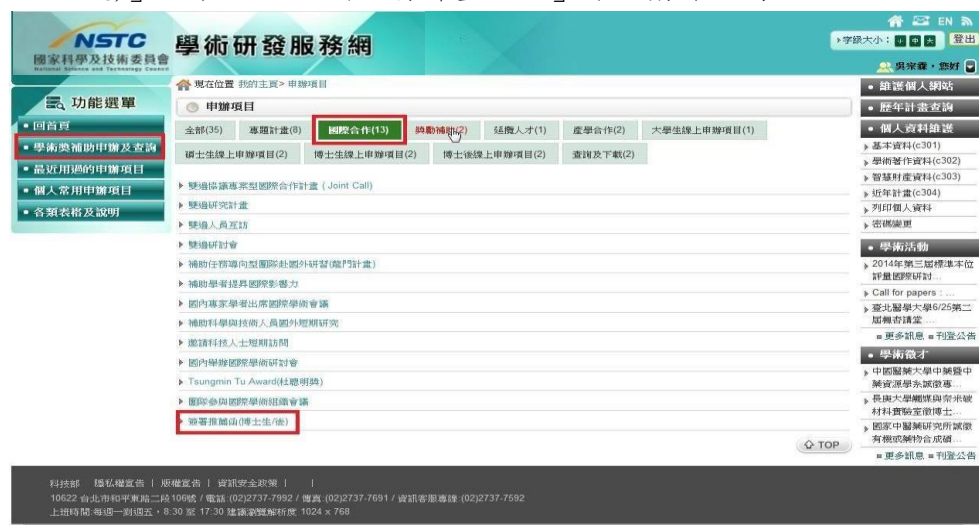 EN
NSTC
國家科學及技術委員會
National Science and Technology Council
學術研發服務網
字級大小：小 中 大 登出
吳宗霖，您好
現在位置 我的主頁> 申辦項目
功能選單
回首頁
學術獎補助申辦及查詢
最近用過的申辦項目
個人常用申辦項目
各類表格及說明
申辦項目
全部(35) 專題計畫(8) 國際合作(13) 獎勵補助(2) 延攬人才(1) 產學合作(2) 大學生線上申辦項目(1)
碩士生線上申辦項目(2) 博士生線上申辦項目(2) 博士後線上申辦項目(2) 查詢及下載(2)
雙邊協議專案型國際合作計畫 ( Joint Call)
雙邊研究計畫
雙邊人員互訪
雙邊研討會
補助任務導向型團隊赴國外研習(龍門計畫)
補助學者提昇國際影響力
國內專家學者出席國際學術會議
補助科學與技術人員國外短期研究
邀請科技人士短期訪問
國內舉辦國際學術研討會
Tsungmin Tu Award(杜聰明獎)
團隊參與國際學術組織會議
簽署推薦函(博士生/後)
TOP
維護個人網站
歷年計畫查詢
個人資料維護
基本資料(c301)
學術著作資料(c302)
智慧財產資料(c303)
近年計畫(c304)
列印個人資料
密碼變更
學術活動
2014年第三屆標準本位
評量國際研討...
Call for papers : ...
臺北醫學大學6/25第二
屆楓杏講堂 ...
更多訊息 刊登公告
學術徵才
中國醫藥大學中藥暨中
藥資源學系誠徵專...
長庚大學觸媒與奈米碳
材料實驗室徵博士...
國家中醫藥研究所誠徵
有機或藥物合成碩...
更多訊息 刊登公告
科技部 隱私權宣告 | 版權宣告 | 資訊安全政策 | |
10622 台北市和平東路二段106號 / 電話:(02)2737-7992 / 傳真:(02)2737-7691 / 資訊客服專線:(02)2737-7592
上班時間:每週一到週五，8:30 至 17:30 建議瀏覽解析度 1024 x 768